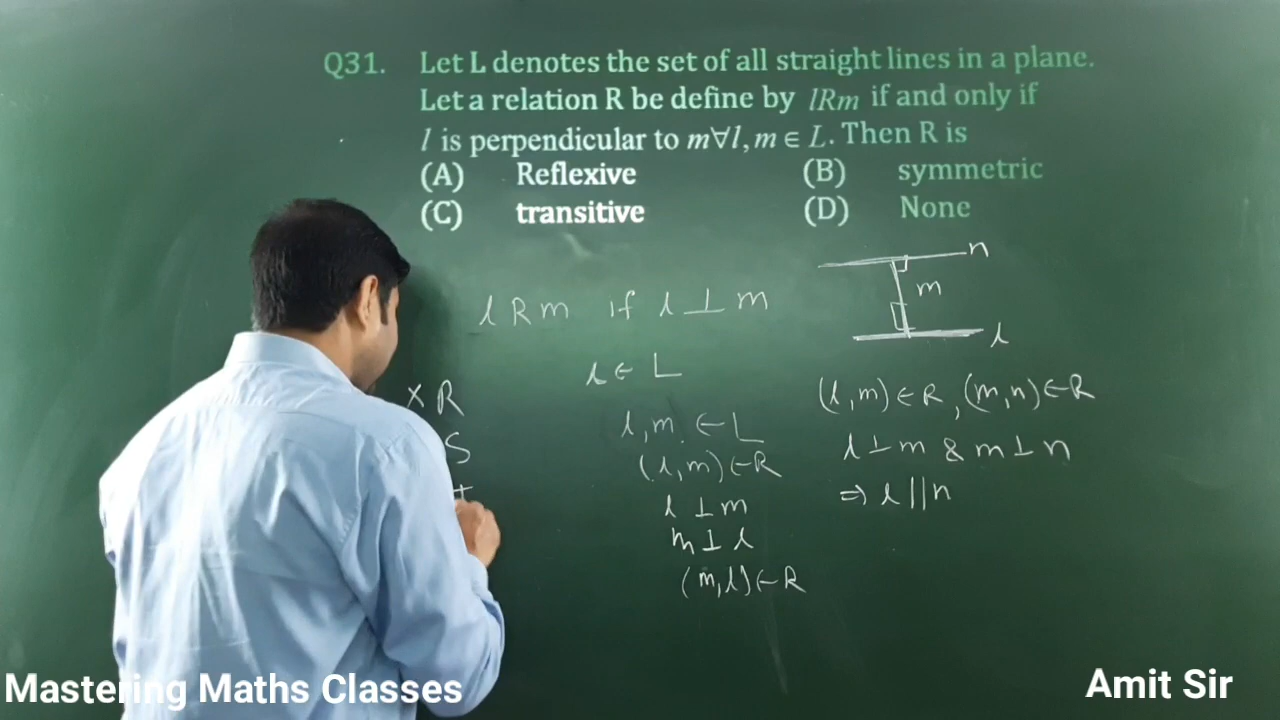 Q31. Let L denotes the set of all straight lines in a plane.
Let a relation R be define by lRm if and only if
l is perpendicular to m∀l, m ∈ L. Then R is
(A) Reflexive (B) symmetric
(C) transitive (D) None
l R m if l ⊥ m
n
m
l
l ∈ L
× R
S
l, m ∈ L
(l, m) ∈ R
l ⊥ m
m ⊥ l
(m, l) ∈ R
(l, m) ∈ R, (m, n) ∈ R
l ⊥ m & m ⊥ n
⇒ l || n
Mastering Maths Classes
Amit Sir